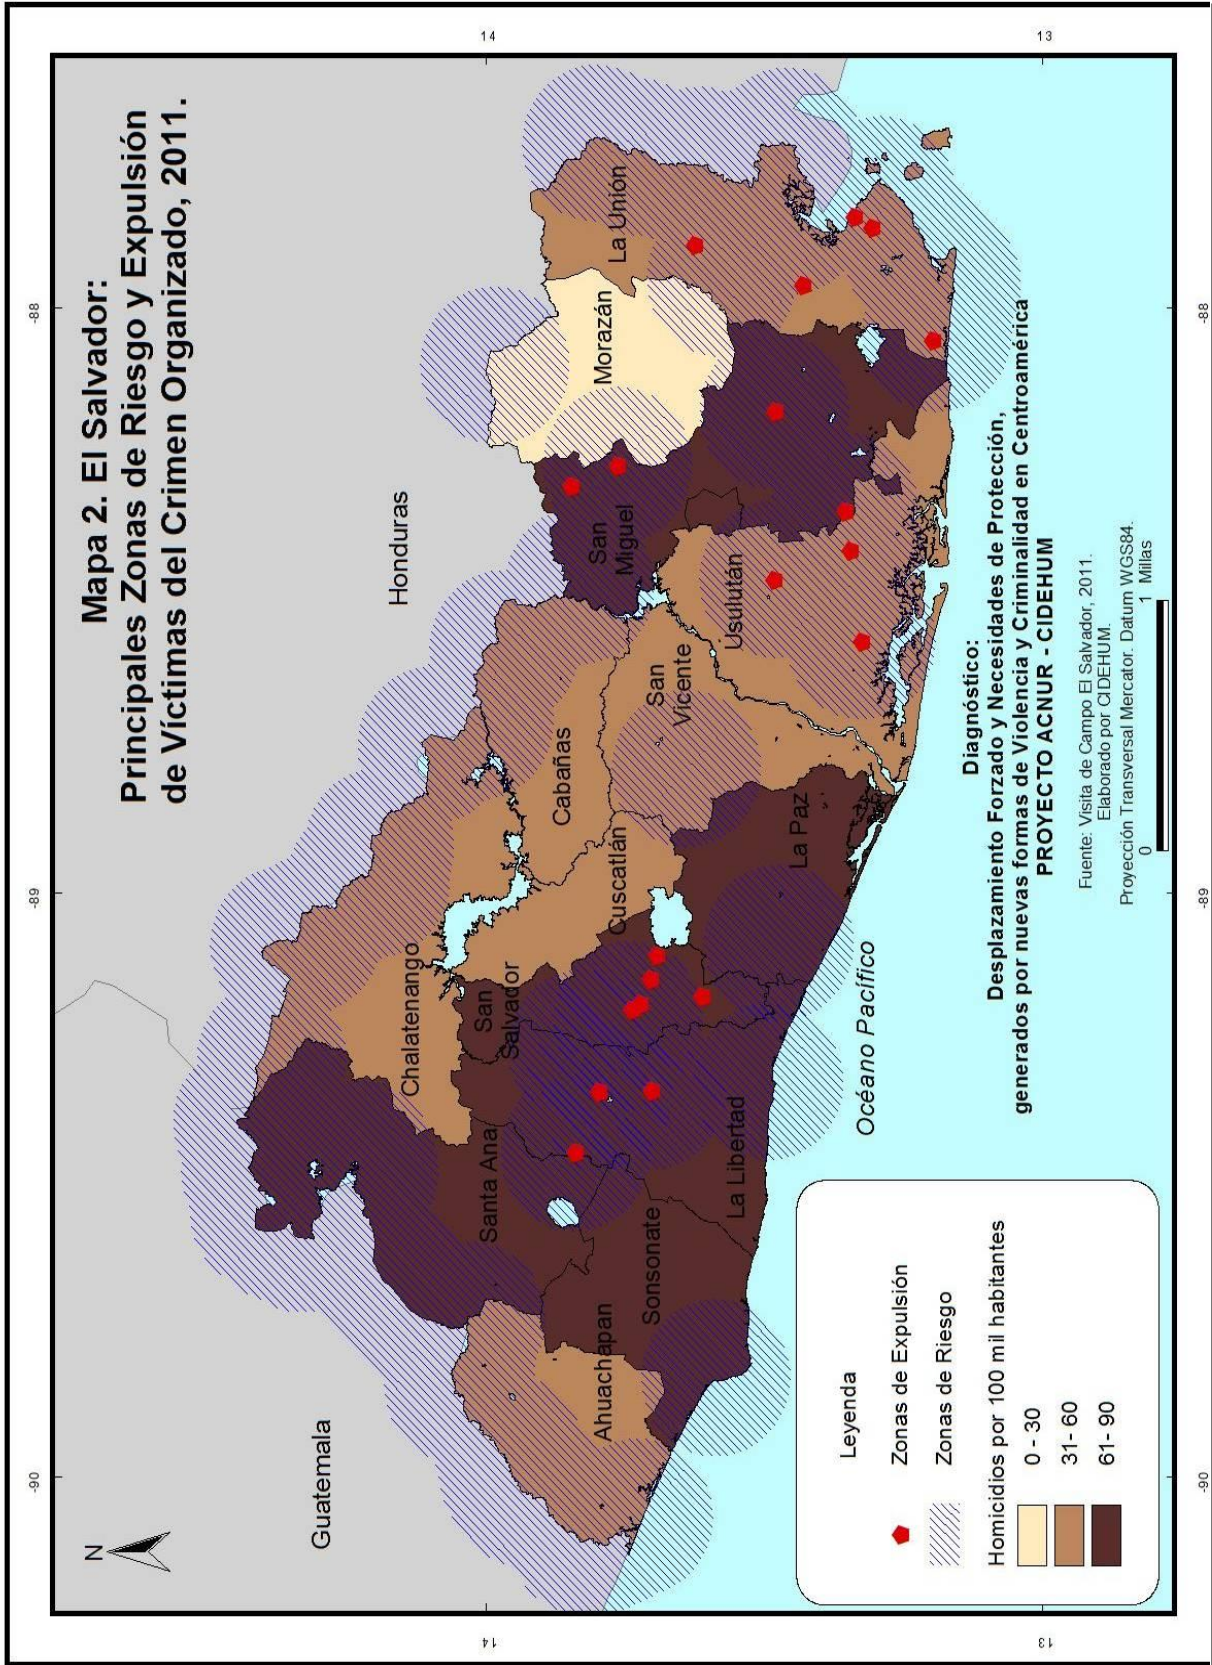 Mapa 2. El Salvador:
Principales Zonas de Riesgo y Expulsión
de Víctimas del Crimen Organizado, 2011.
-90
-89
-88
14
13
14
13
-90
-89
-88
N
Guatemala
Honduras
Chalatenango
Santa Ana
Ahuachapan
Sonsonate
La Libertad
San
Salvador
Cuscatlán
Cabañas
La Paz
San
Vicente
Usulután
San
Miguel
Morazán
La Unión
Océano Pacífico
Leyenda
Zonas de Expulsión
Zonas de Riesgo
Homicidios por 100 mil habitantes
0 - 30
31- 60
61- 90
Diagnóstico:
Desplazamiento Forzado y Necesidades de Protección,
generados por nuevas formas de Violencia y Criminalidad en Centroamérica
PROYECTO ACNUR - CIDEHUM
Fuente: Visita de Campo El Salvador, 2011.
Elaborado por CIDEHUM.
Proyección Transversal Mercator. Datum WGS84.
0 1 Millas